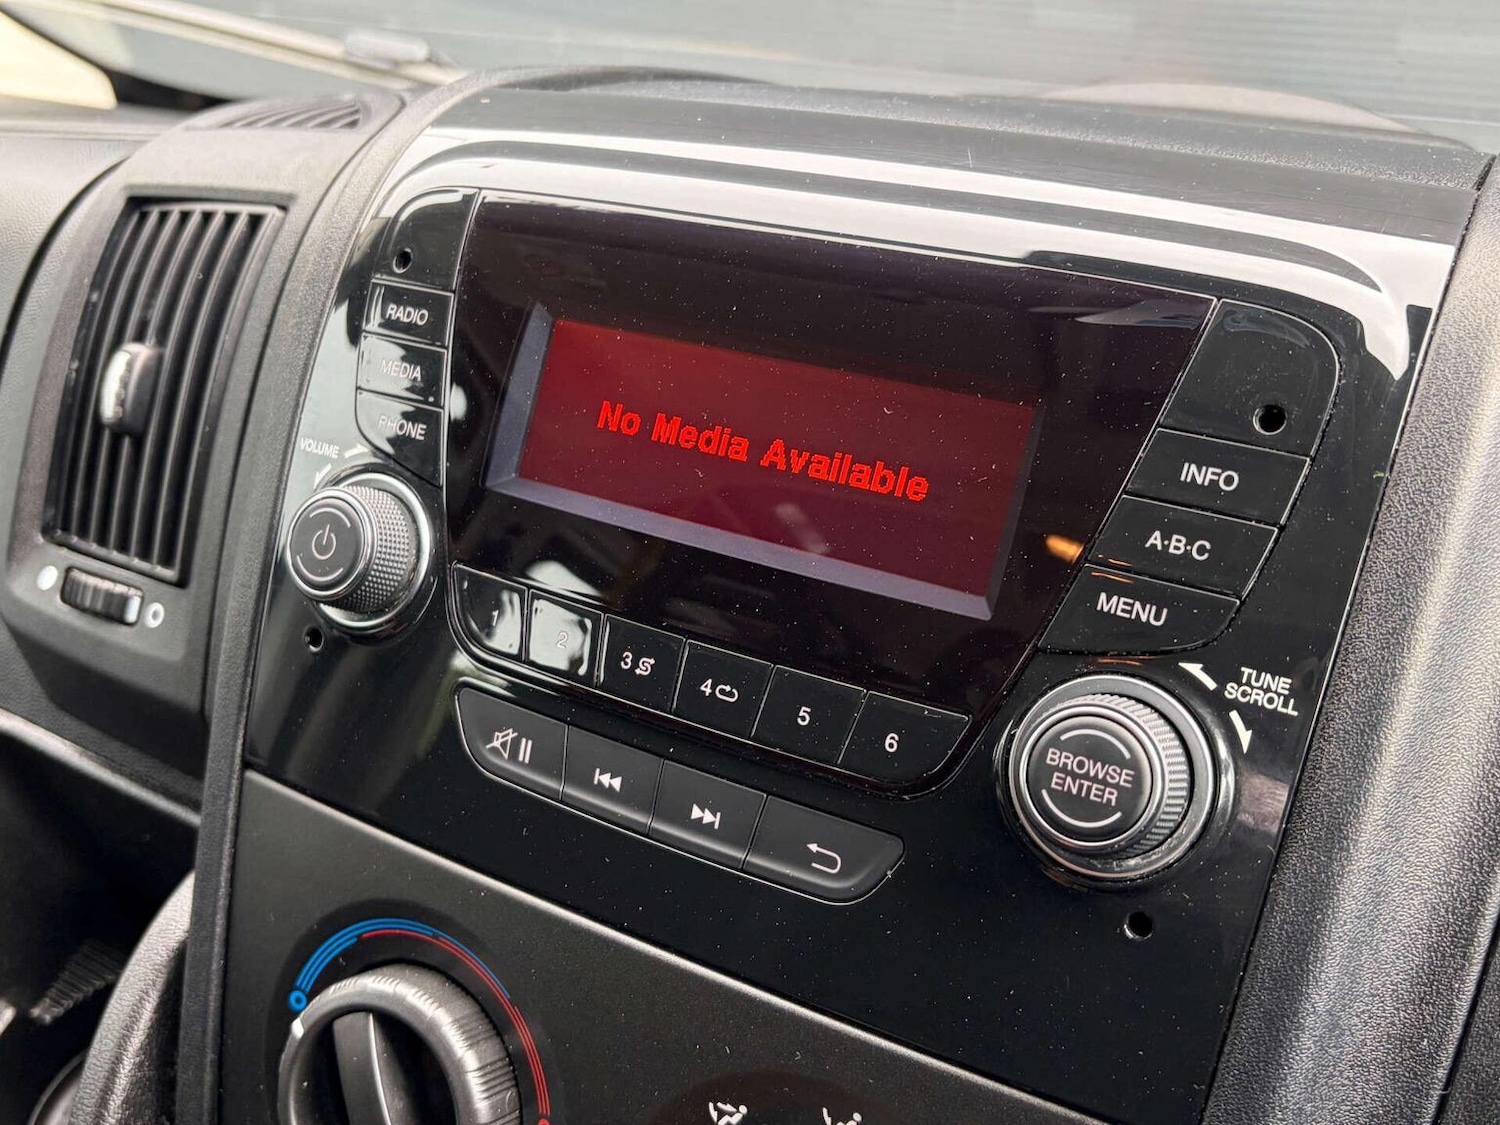 RADIO
MEDIA
PHONE
VOLUME
No Media Available
INFO
A·B·C
MENU
TUNE
SCROLL
1
2
3
4
5
6
BROWSE
ENTER